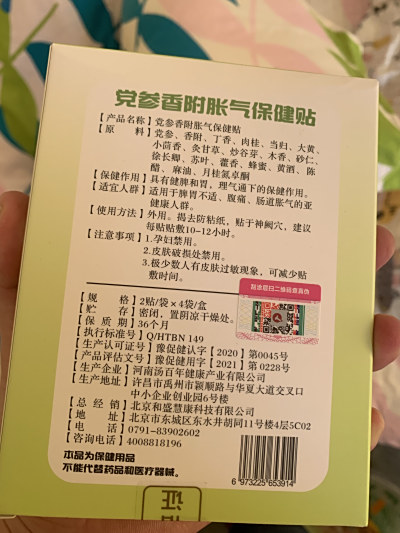 党参香附胀气保健贴
【产品名称】党参香附胀气保健贴
【原 料】党参、香附、丁香、肉桂、当归、大黄、
小茴香、灸甘草、炒谷芽、木香、砂仁、
徐长卿、苏叶、藿香、蜂蜜、黄酒、陈
醋、麻油、月桂氮卓酮
【保健作用】具有健脾和胃，理气通下的保健作用。
【适宜人群】适用于脾胃不适、腹痛、肠道胀气的亚
健康人群。
【使用方法】外用。揭去防粘纸，贴于神阙穴，建议
每贴贴敷10-12小时。
【注意事项】1.孕妇禁用。
2.皮肤破损处禁用。
3.极少数人有皮肤过敏现象，可减少贴
敷时间。
【规 格】2贴/袋×4袋/盒
【贮 存】密闭，置阴凉干燥处。
【保 质 期】36个月
【执行标准号】Q/HTBN 149
【生产认可证号】豫促健认字【2020】第0045号
【产品评估文号】豫促健用字【2021】第 0228号
【生产企业】河南汤百年健康产业有限公司
【生产地址】许昌市禹州市颍顺路与华夏大道交叉口
中小企业创业园6号楼
【总 经 销】北京和盛慧康科技有限公司
【地 址】北京市东城区东水井胡同11号楼4层5C02
【电 话】0791-83902602
【咨询电话】4008818196
本品为保健用品
不能代替药品和医疗器械。
刮涂层扫二维码查真伪
6 973225 653914
证